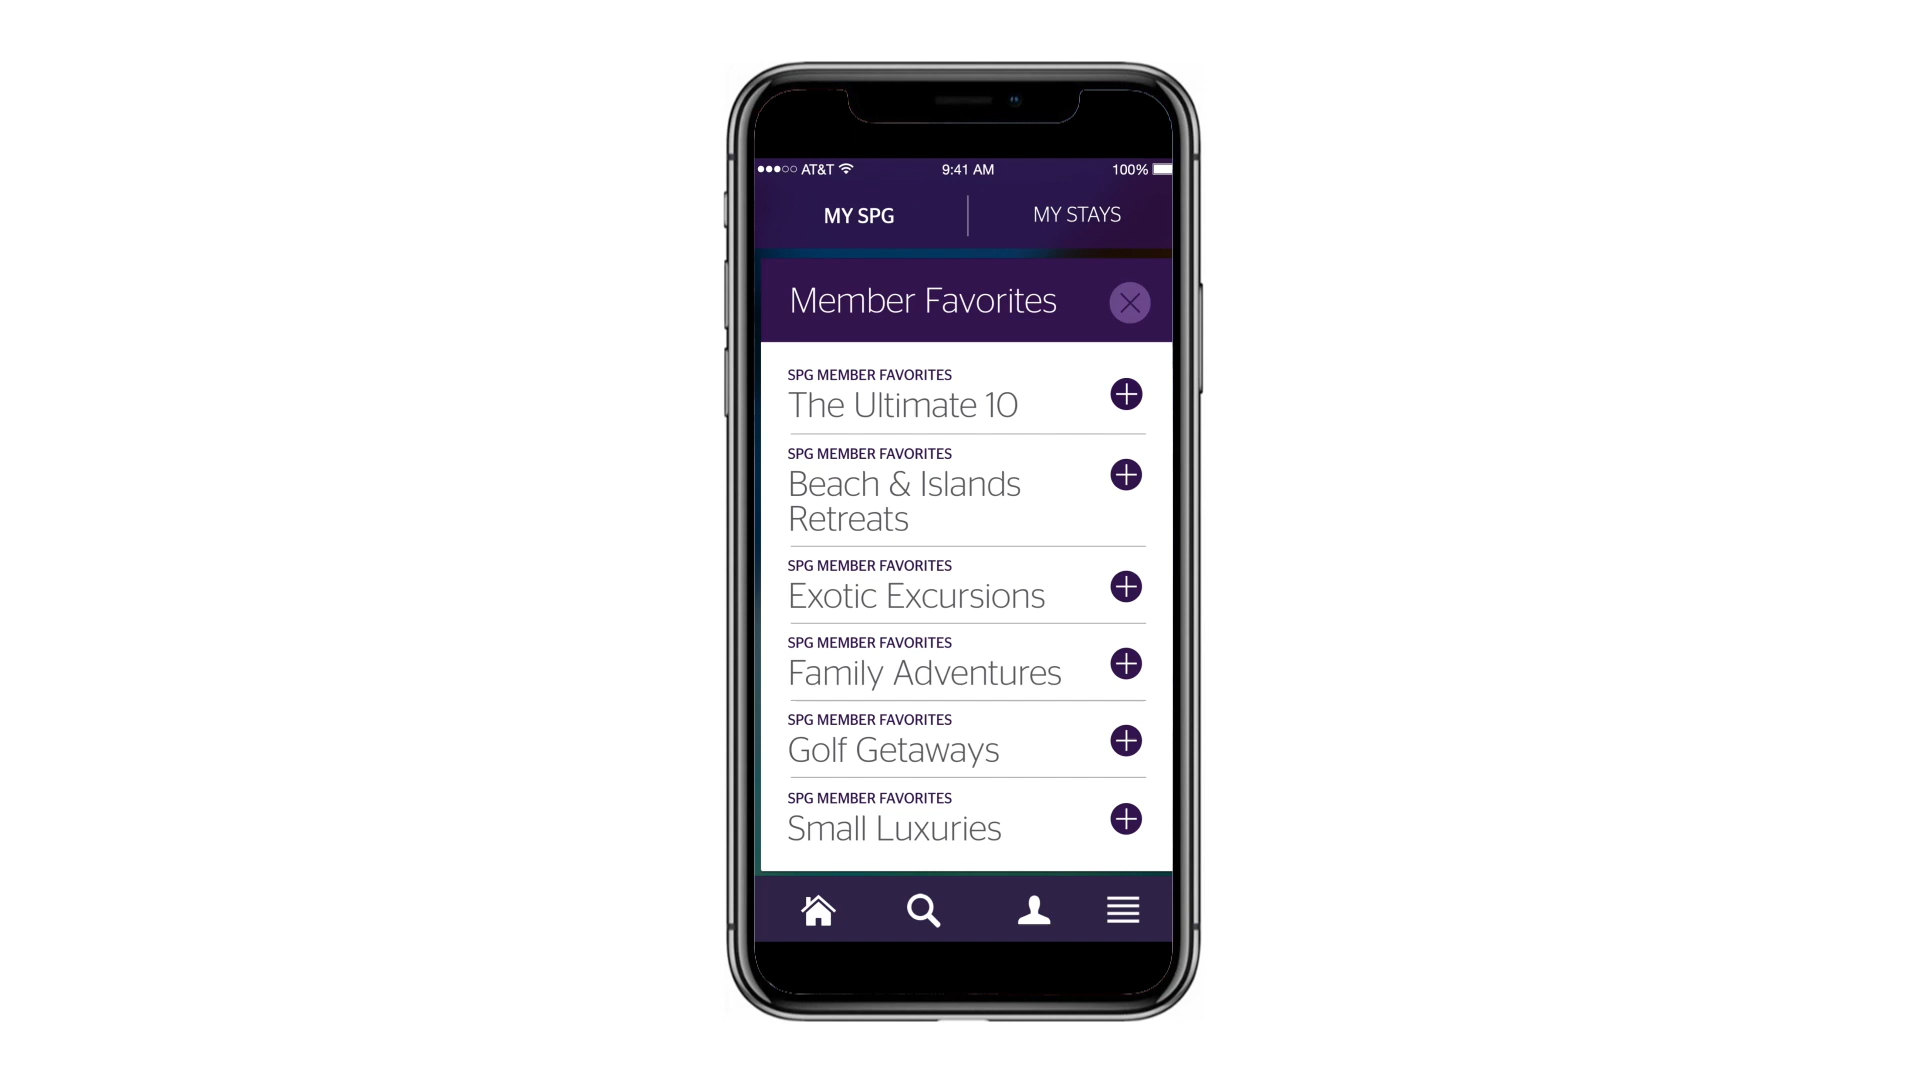 AT&T 9:41 AM 100%
MY SPG MY STAYS
Member Favorites
SPG MEMBER FAVORITES
The Ultimate 10
SPG MEMBER FAVORITES
Beach & Islands
Retreats
SPG MEMBER FAVORITES
Exotic Excursions
SPG MEMBER FAVORITES
Family Adventures
SPG MEMBER FAVORITES
Golf Getaways
SPG MEMBER FAVORITES
Small Luxuries